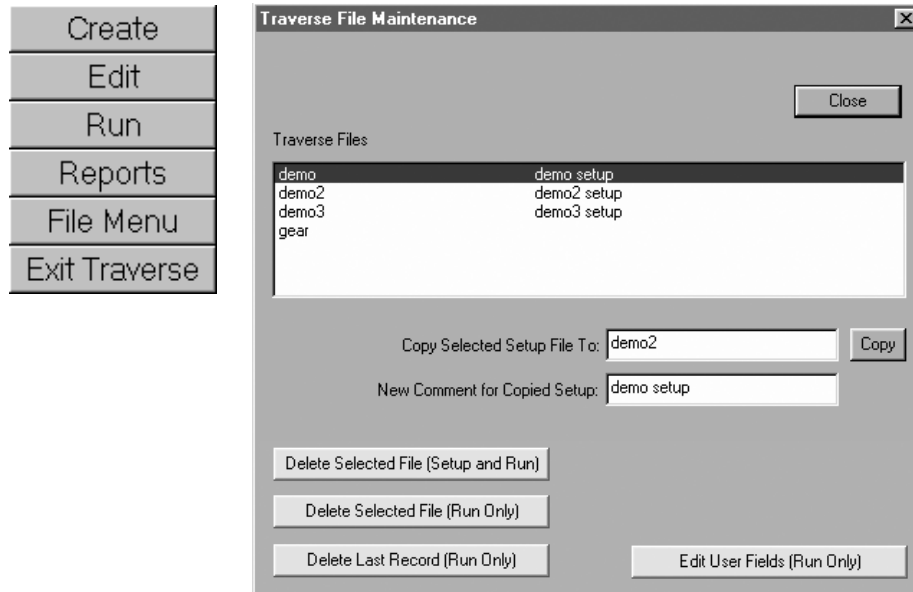 Create
Edit
Run
Reports
File Menu
Exit Traverse
Traverse File Maintenance
Close
Traverse Files
demo demo setup
demo2 demo2 setup
demo3 demo3 setup
gear
Copy Selected Setup File To: demo2 Copy
New Comment for Copied Setup: demo setup
Delete Selected File (Setup and Run)
Delete Selected File (Run Only)
Delete Last Record (Run Only) Edit User Fields (Run Only)